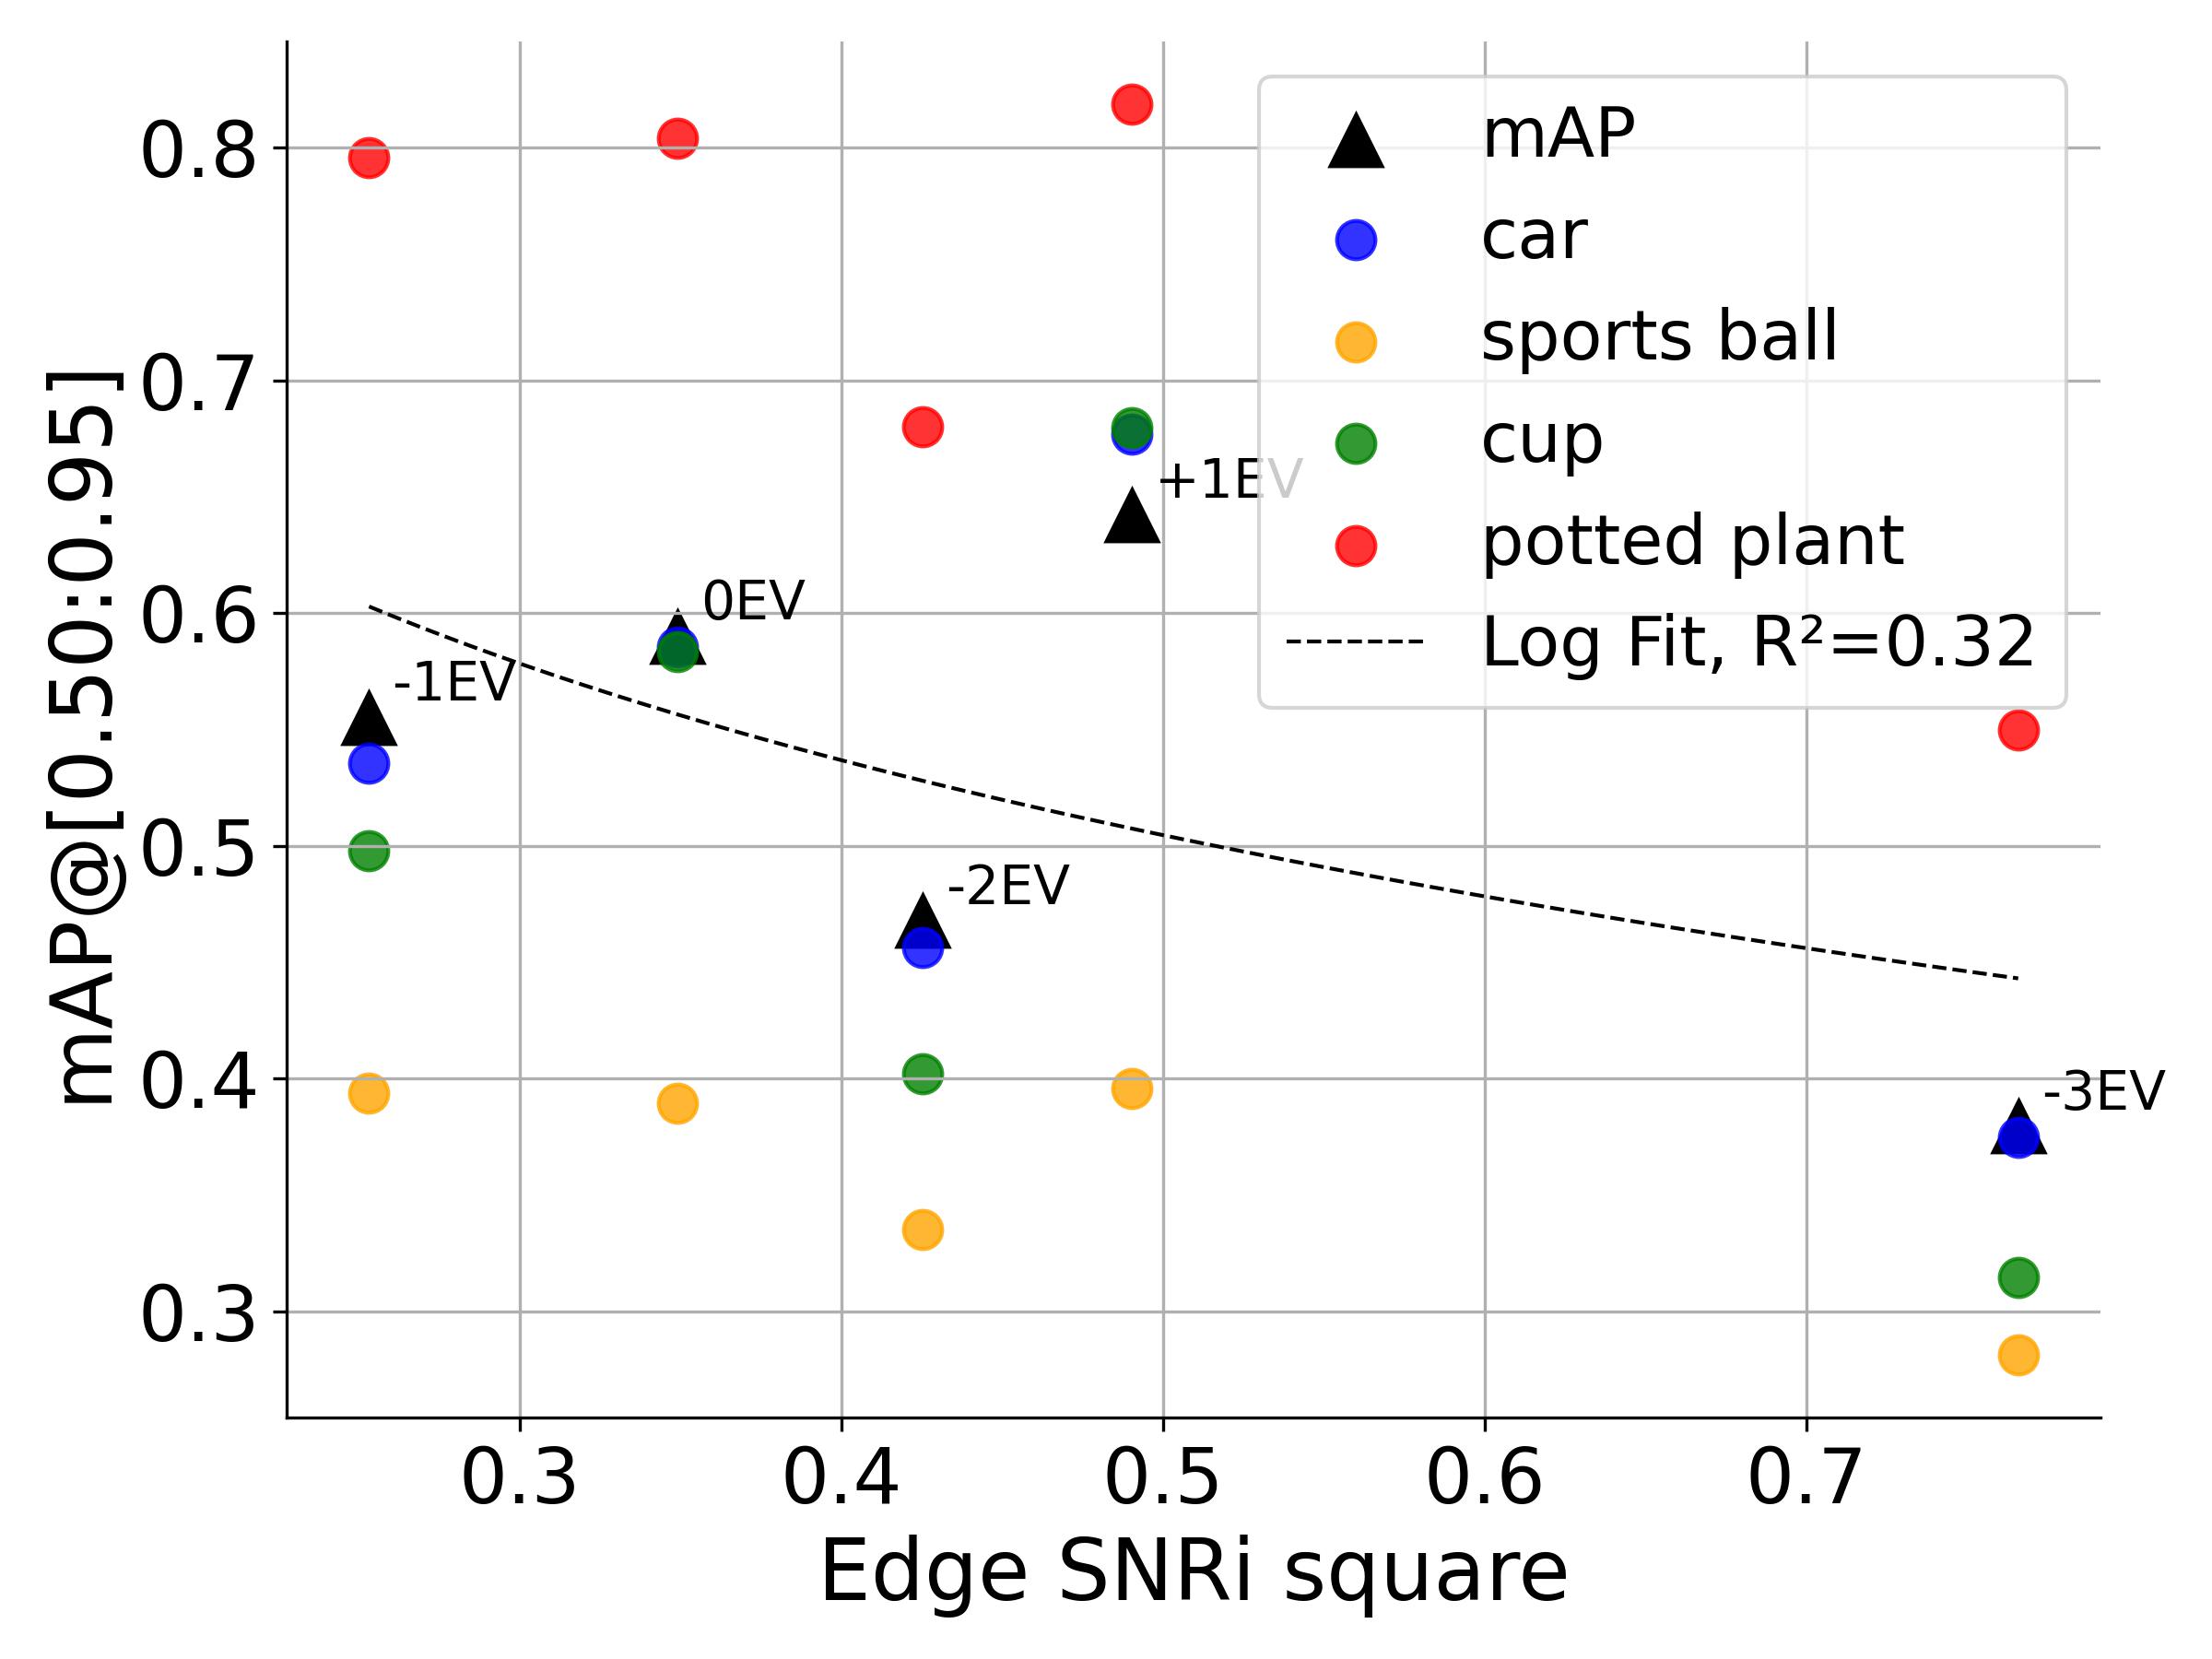 mAP@[0.50:0.95]
0.8
0.7
0.6
0.5
0.4
0.3
mAP
car
sports ball
cup
potted plant
Log Fit, R²=0.32
+1EV
0EV
-1EV
-2EV
-3EV
0.3 0.4 0.5 0.6 0.7
Edge SNRi square